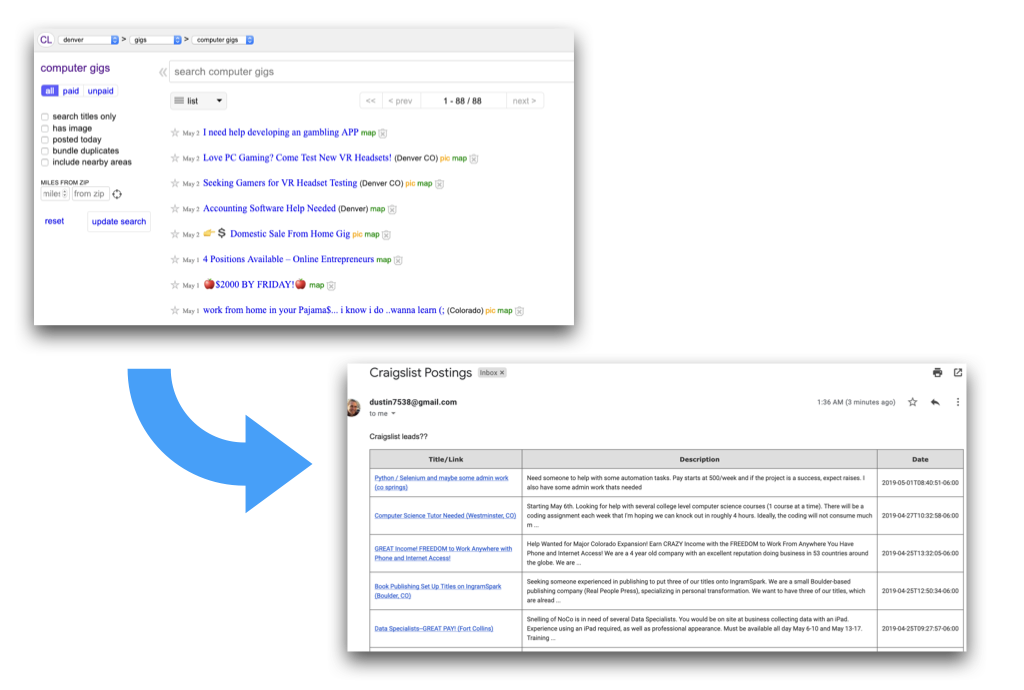 CL denver > gigs > computer gigs
computer gigs
search computer gigs
all paid unpaid
list << < prev 1 - 88 / 88 next >
search titles only
has image
posted today
bundle duplicates
include nearby areas
MILES FROM ZIP
miles from zip
reset update search
May 2 I need help developing an gambling APP map
May 2 Love PC Gaming? Come Test New VR Headsets! (Denver CO) pic map
May 2 Seeking Gamers for VR Headset Testing (Denver CO) pic map
May 2 Accounting Software Help Needed (Denver) map
May 2 👉 $ Domestic Sale From Home Gig pic map
May 1 4 Positions Available – Online Entrepreneurs map
May 1 🍎$2000 BY FRIDAY!🍎 map
May 1 work from home in your Pajama$... i know i do ..wanna learn (; (Colorado) pic map
Craigslist Postings Inbox ×
dustin7538@gmail.com 1:36 AM (3 minutes ago)
to me
Craigslist leads??
Title/Link Description Date
Python / Selenium and maybe some admin work
(co springs)
Need someone to help with some automation tasks. Pay starts at 500/week and if the project is a success, expect raises. I
also have some admin work thats needed
2019-05-01T08:40:51-06:00
Computer Science Tutor Needed (Westminster, CO)
Starting May 6th. Looking for help with several college level computer science courses (1 course at a time). There will be a
coding assignment each week that I'm hoping we can knock out in roughly 4 hours. Ideally, the coding will not consume much
m ...
2019-04-27T10:32:58-06:00
GREAT Income! FREEDOM to Work Anywhere with
Phone and Internet Access!
Help Wanted for Major Colorado Expansion! Earn CRAZY Income with the FREEDOM to Work From Anywhere You Have
Phone and Internet Access! We are a 4 year old company with an excellent reputation doing business in 53 countries around
the globe. We are ...
2019-04-25T13:32:05-06:00
Book Publishing Set Up Titles on IngramSpark
(Boulder, CO)
Seeking someone experienced in publishing to put three of our titles onto IngramSpark. We are a small Boulder-based
publishing company (Real People Press), specializing in personal transformation. We want to have three of our titles, which
are alread ...
2019-04-25T12:50:34-06:00
Data Specialists–GREAT PAY! (Fort Collins)
Snelling of NoCo is in need of several Data Specialists. You would be on site at business collecting data with an iPad.
Experience using an iPad required, as well as professional appearance. Must be available all day May 6-10 and May 13-17.
Training ...
2019-04-25T09:27:57-06:00